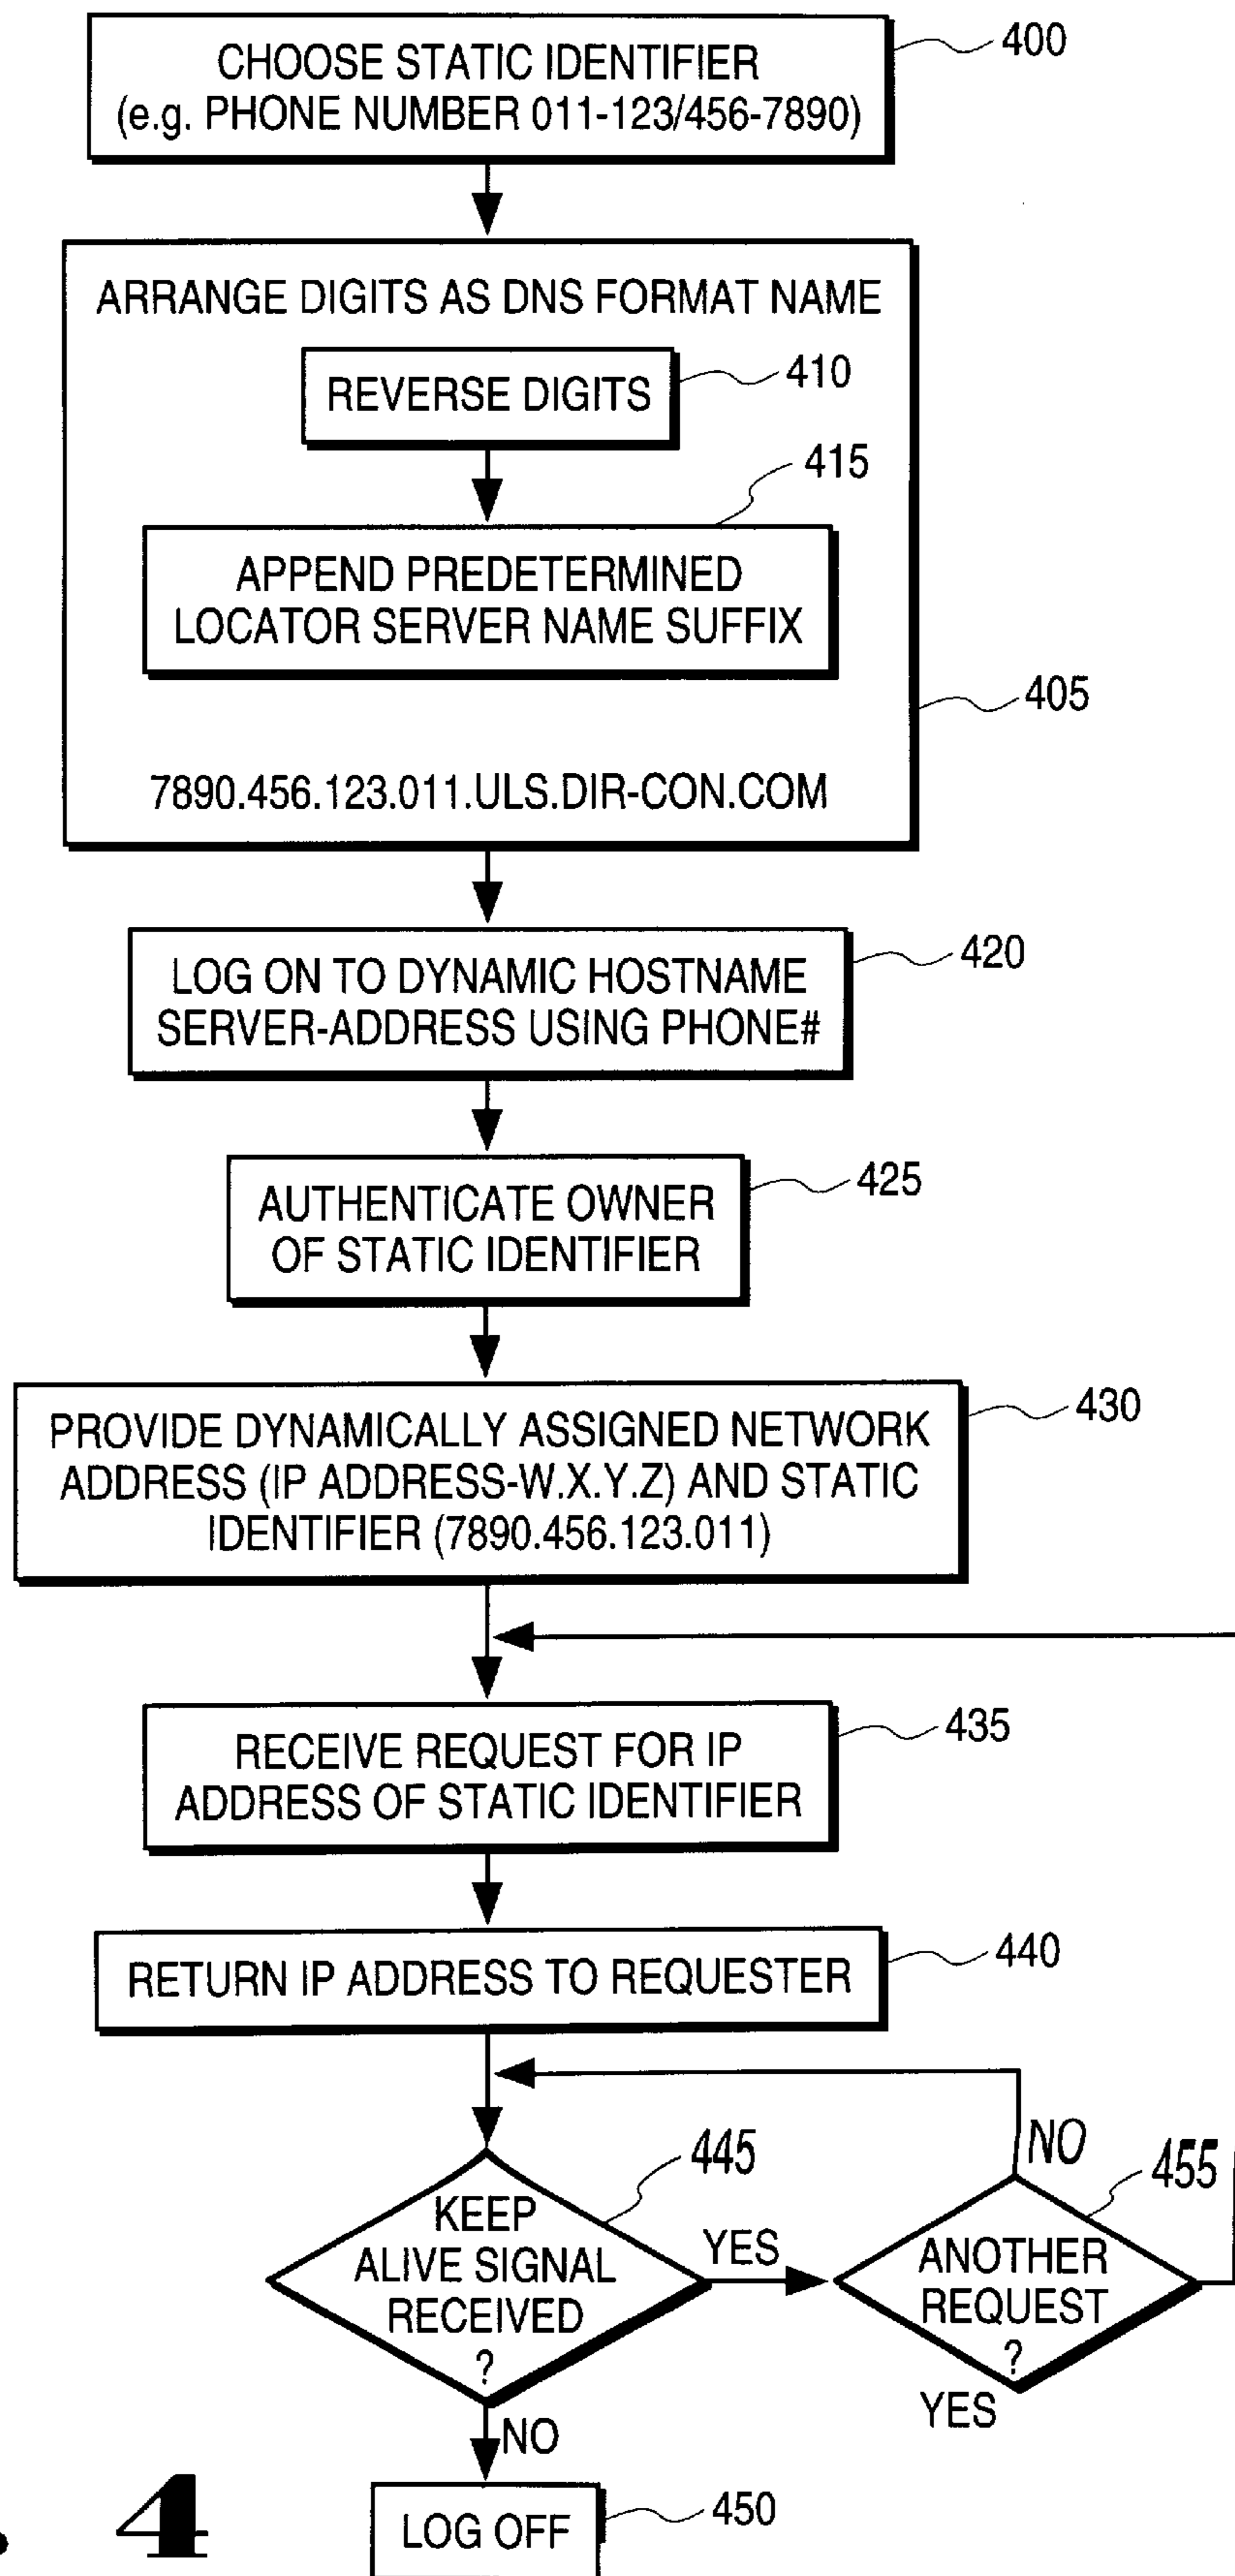 CHOOSE STATIC IDENTIFIER
(e.g. PHONE NUMBER 011-123/456-7890)
400
ARRANGE DIGITS AS DNS FORMAT NAME
REVERSE DIGITS
410
415
APPEND PREDETERMINED
LOCATOR SERVER NAME SUFFIX
405
7890.456.123.011.ULS.DIR-CON.COM
LOG ON TO DYNAMIC HOSTNAME
SERVER-ADDRESS USING PHONE#
420
AUTHENTICATE OWNER
OF STATIC IDENTIFIER
425
PROVIDE DYNAMICALLY ASSIGNED NETWORK
ADDRESS (IP ADDRESS-W.X.Y.Z) AND STATIC
IDENTIFIER (7890.456.123.011)
430
RECEIVE REQUEST FOR IP
ADDRESS OF STATIC IDENTIFIER
435
RETURN IP ADDRESS TO REQUESTER
440
KEEP
ALIVE SIGNAL
RECEIVED
?
445
YES
NO
ANOTHER
REQUEST
?
455
NO
YES
LOG OFF
450
4